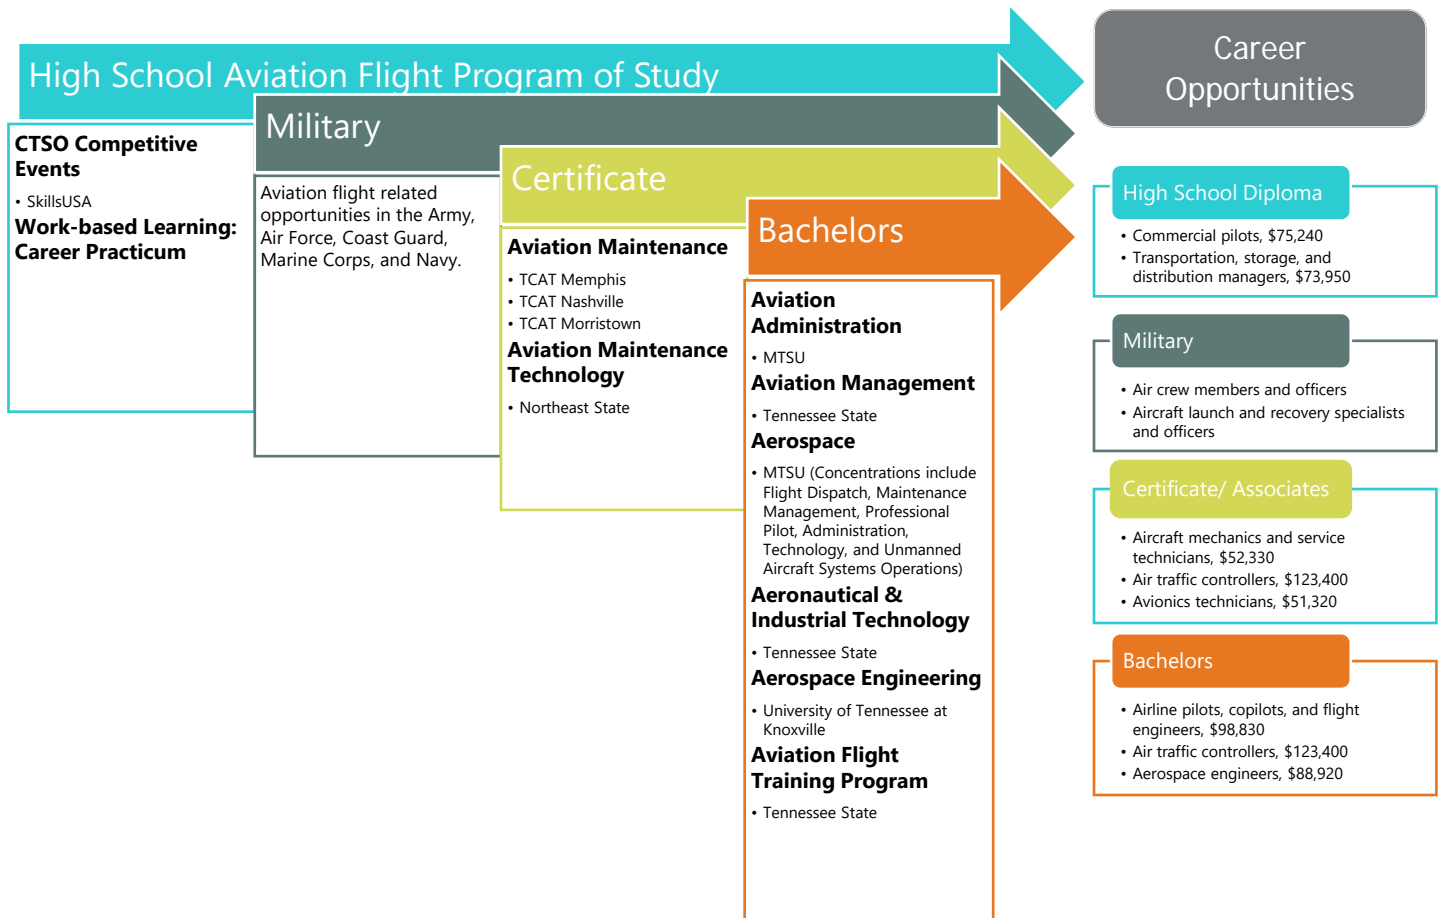 High School Aviation Flight Program of Study
CTSO Competitive
Events
• SkillsUSA
Work-based Learning:
Career Practicum
Military
Aviation flight related
opportunities in the Army,
Air Force, Coast Guard,
Marine Corps, and Navy.
Certificate
Aviation Maintenance
• TCAT Memphis
• TCAT Nashville
• TCAT Morristown
Aviation Maintenance
Technology
• Northeast State
Bachelors
Aviation
Administration
• MTSU
Aviation Management
• Tennessee State
Aerospace
• MTSU (Concentrations include
Flight Dispatch, Maintenance
Management, Professional
Pilot, Administration,
Technology, and Unmanned
Aircraft Systems Operations)
Aeronautical &
Industrial Technology
• Tennessee State
Aerospace Engineering
• University of Tennessee at
Knoxville
Aviation Flight
Training Program
• Tennessee State
Career
Opportunities
High School Diploma
• Commercial pilots, $75,240
• Transportation, storage, and
distribution managers, $73,950
Military
• Air crew members and officers
• Aircraft launch and recovery specialists
and officers
Certificate/ Associates
• Aircraft mechanics and service
technicians, $52,330
• Air traffic controllers, $123,400
• Avionics technicians, $51,320
Bachelors
• Airline pilots, copilots, and flight
engineers, $98,830
• Air traffic controllers, $123,400
• Aerospace engineers, $88,920